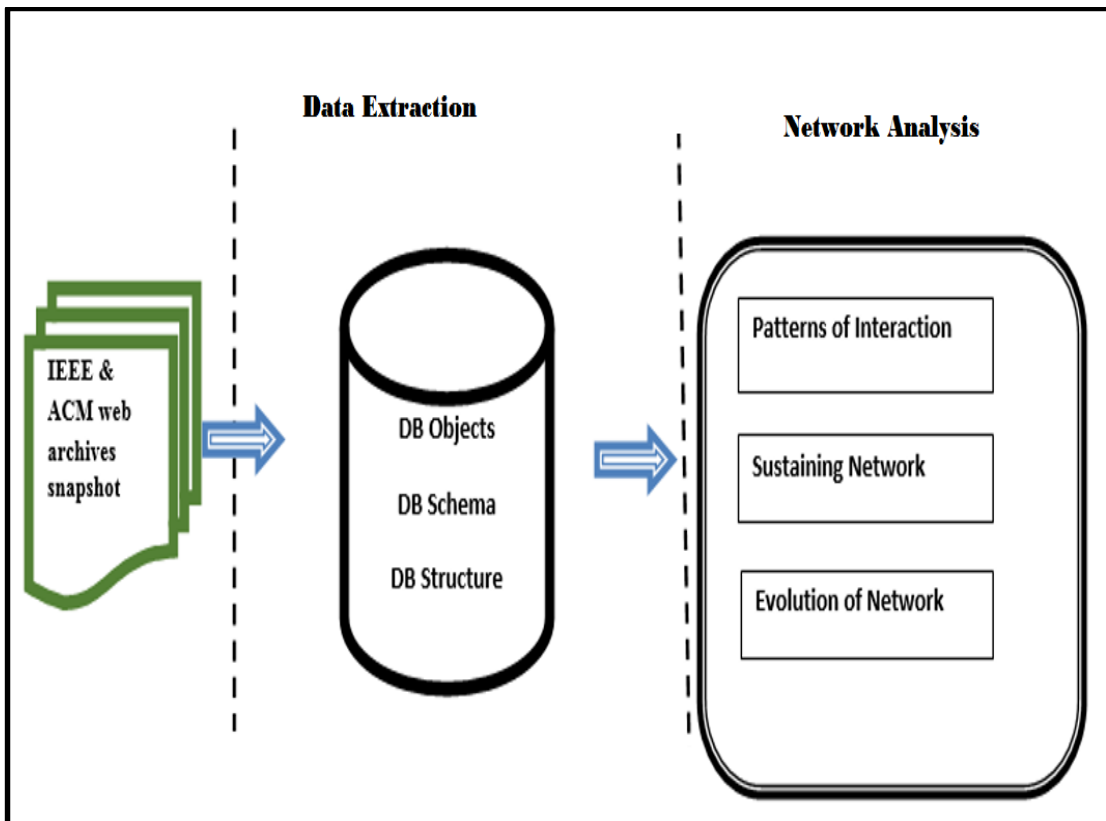 Data Extraction
Network Analysis
IEEE &
ACM web
archives
snapshot
DB Objects
DB Schema
DB Structure
Patterns of Interaction
Sustaining Network
Evolution of Network